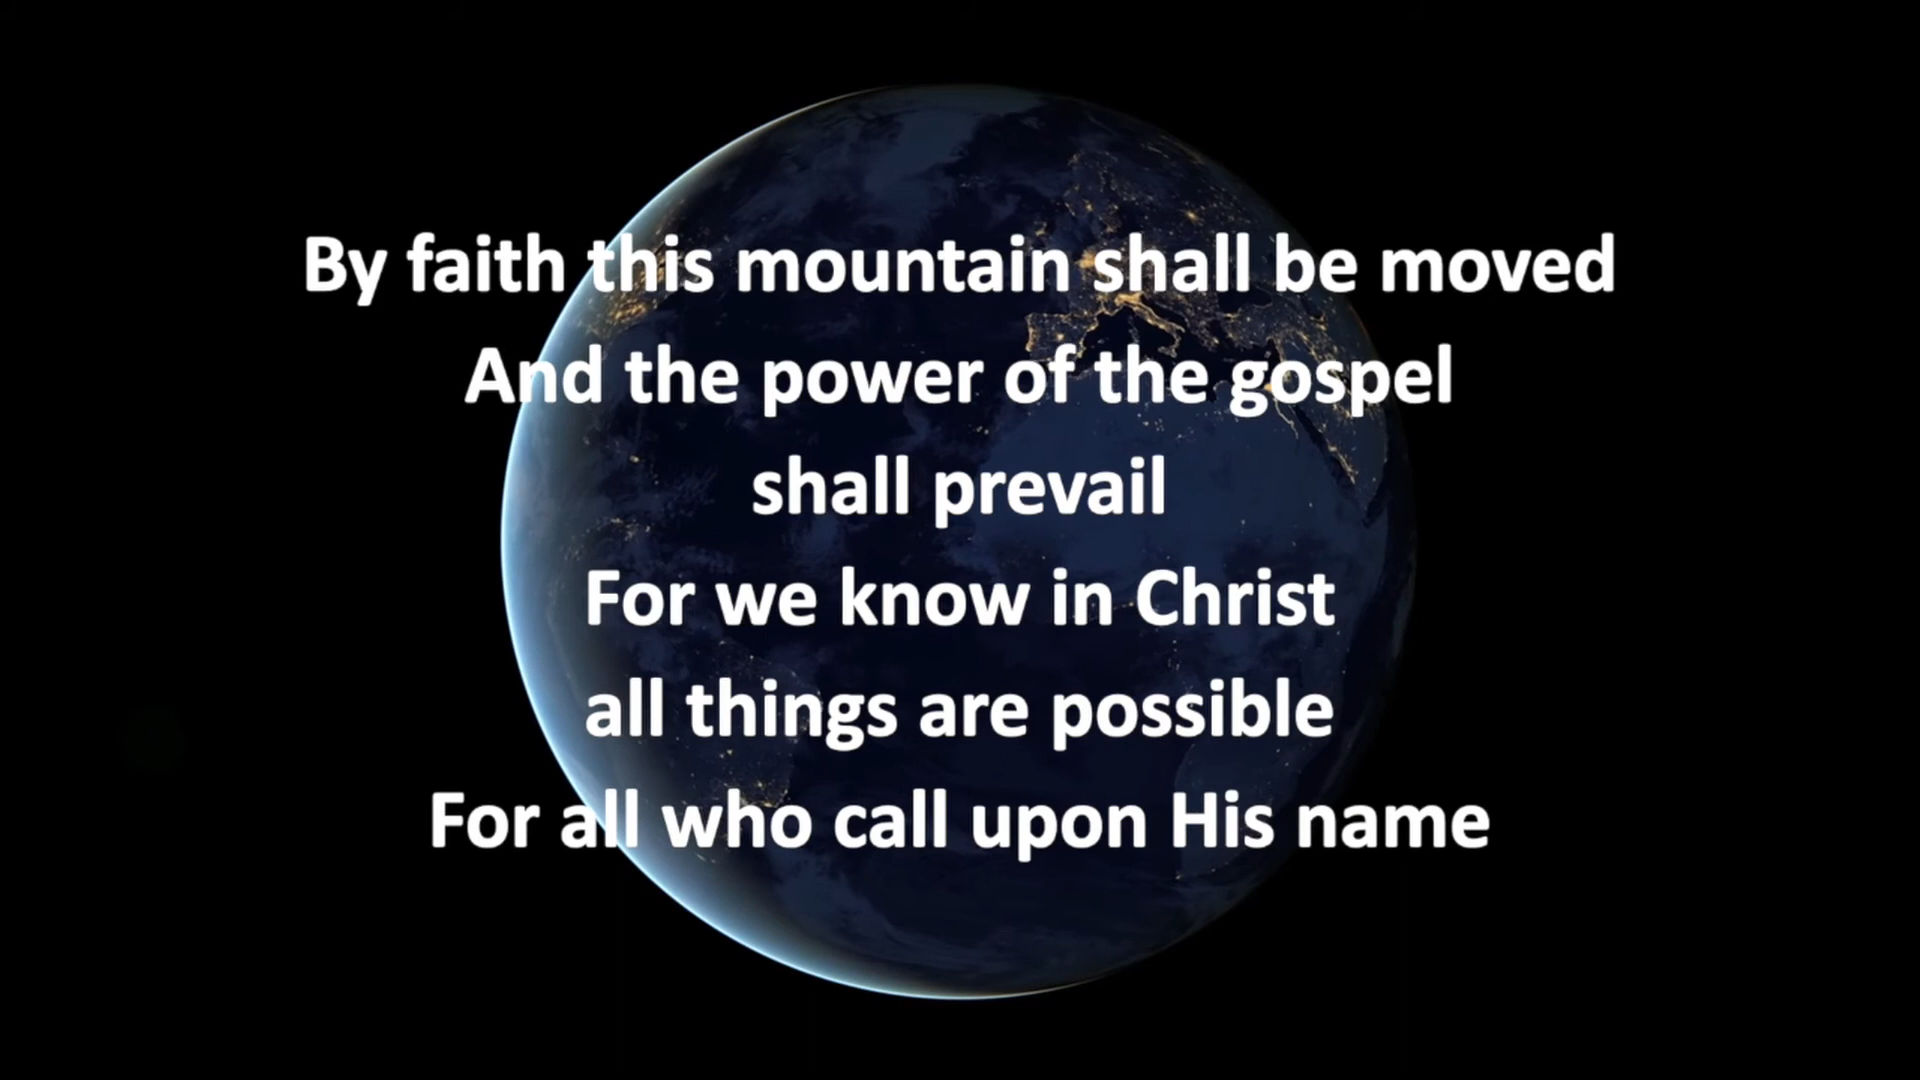 By faith this mountain shall be moved
And the power of the gospel
shall prevail
For we know in Christ
all things are possible
For all who call upon His name